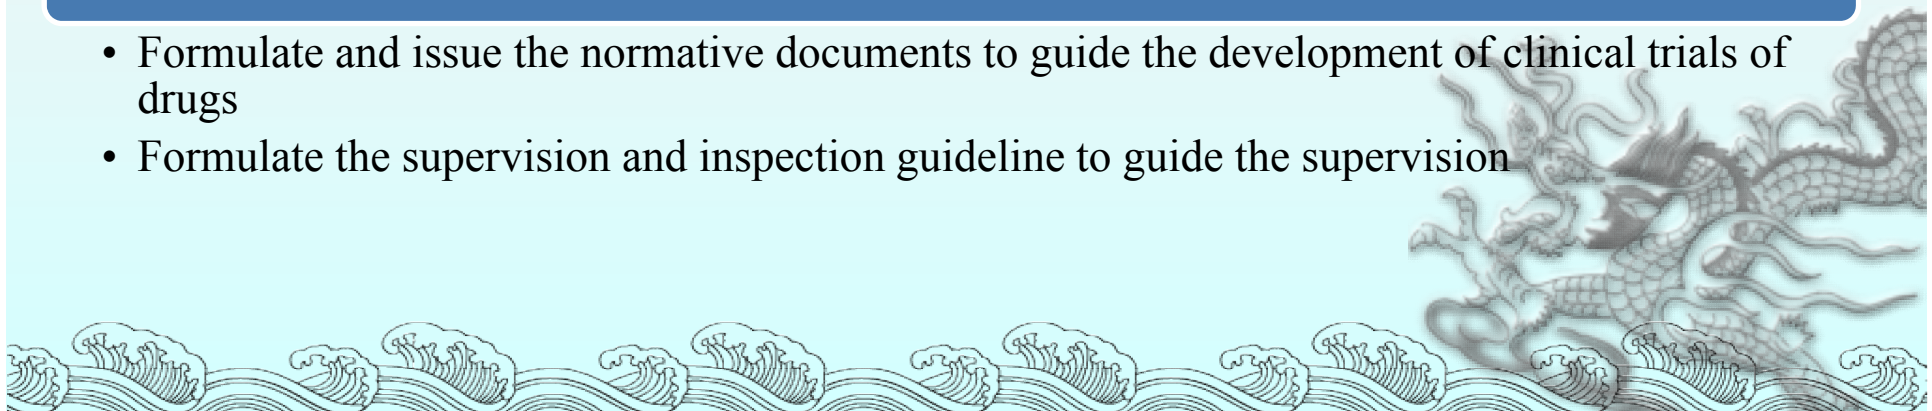 • Formulate and issue the normative documents to guide the development of clinical trials of
drugs
• Formulate the supervision and inspection guideline to guide the supervision